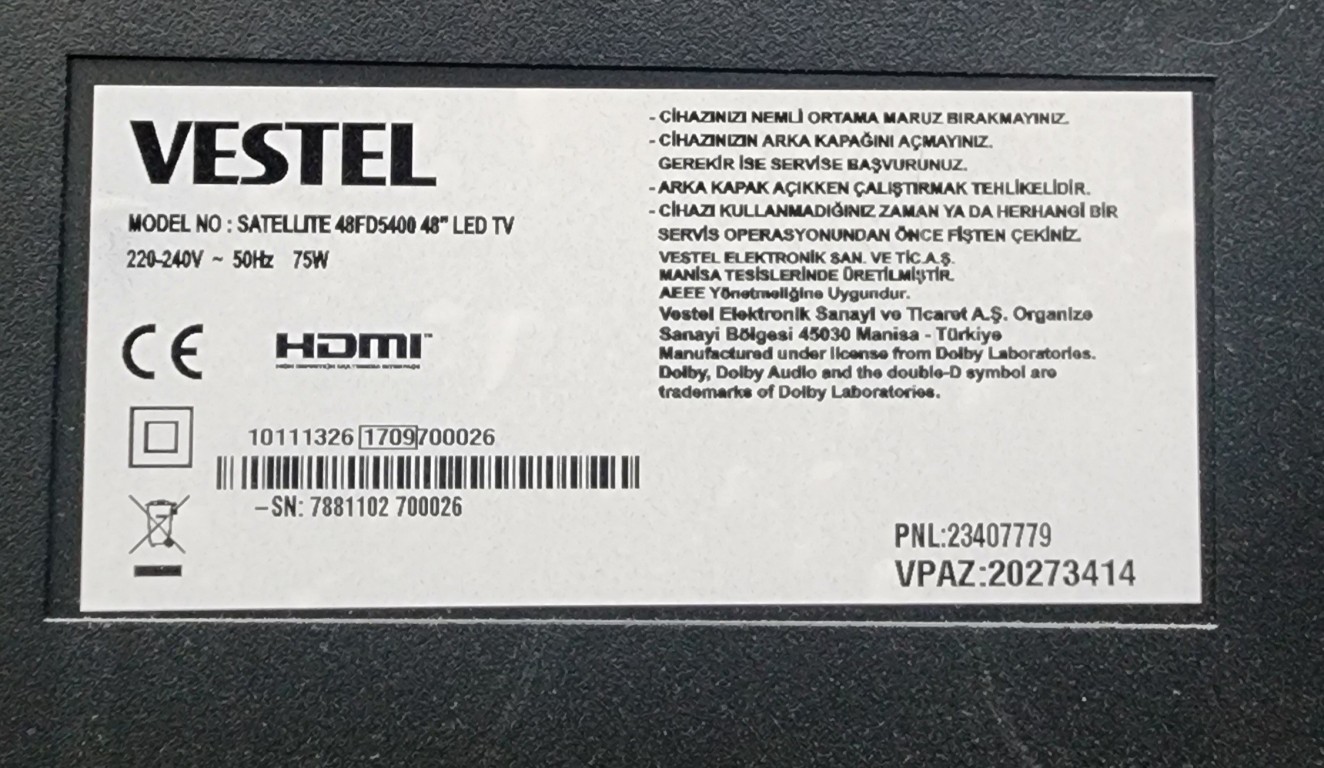 VESTEL
MODEL NO : SATELLITE 48FD5400 48" LED TV
220-240V ~ 50Hz 75W
CE HDMI™
10111326 1709 700026
–SN: 7881102 700026
- CİHAZINIZI NEMLİ ORTAMA MARUZ BIRAKMAYINIZ.
- CİHAZINIZIN ARKA KAPAĞINI AÇMAYINIZ.
GEREKİR İSE SERVİSE BAŞVURUNUZ.
- ARKA KAPAK AÇIKKEN ÇALIŞTIRMAK TEHLİKELİDİR.
- CİHAZI KULLANMADIĞINIZ ZAMAN YA DA HERHANGİ BİR
SERVİS OPERASYONUNDAN ÖNCE FİŞTEN ÇEKİNİZ.
VESTEL ELEKTRONİK SAN. VE TİC.A.Ş.
MANİSA TESİSLERİNDE ÜRETİLMİŞTİR.
AEEE Yönetmeliğine Uygundur.
Vestel Elektronik Sanayi ve Ticaret A.Ş. Organize
Sanayi Bölgesi 45030 Manisa - Türkiye
Manufactured under license from Dolby Laboratories.
Dolby, Dolby Audio and the double-D symbol are
trademarks of Dolby Laboratories.
PNL:23407779
VPAZ:20273414